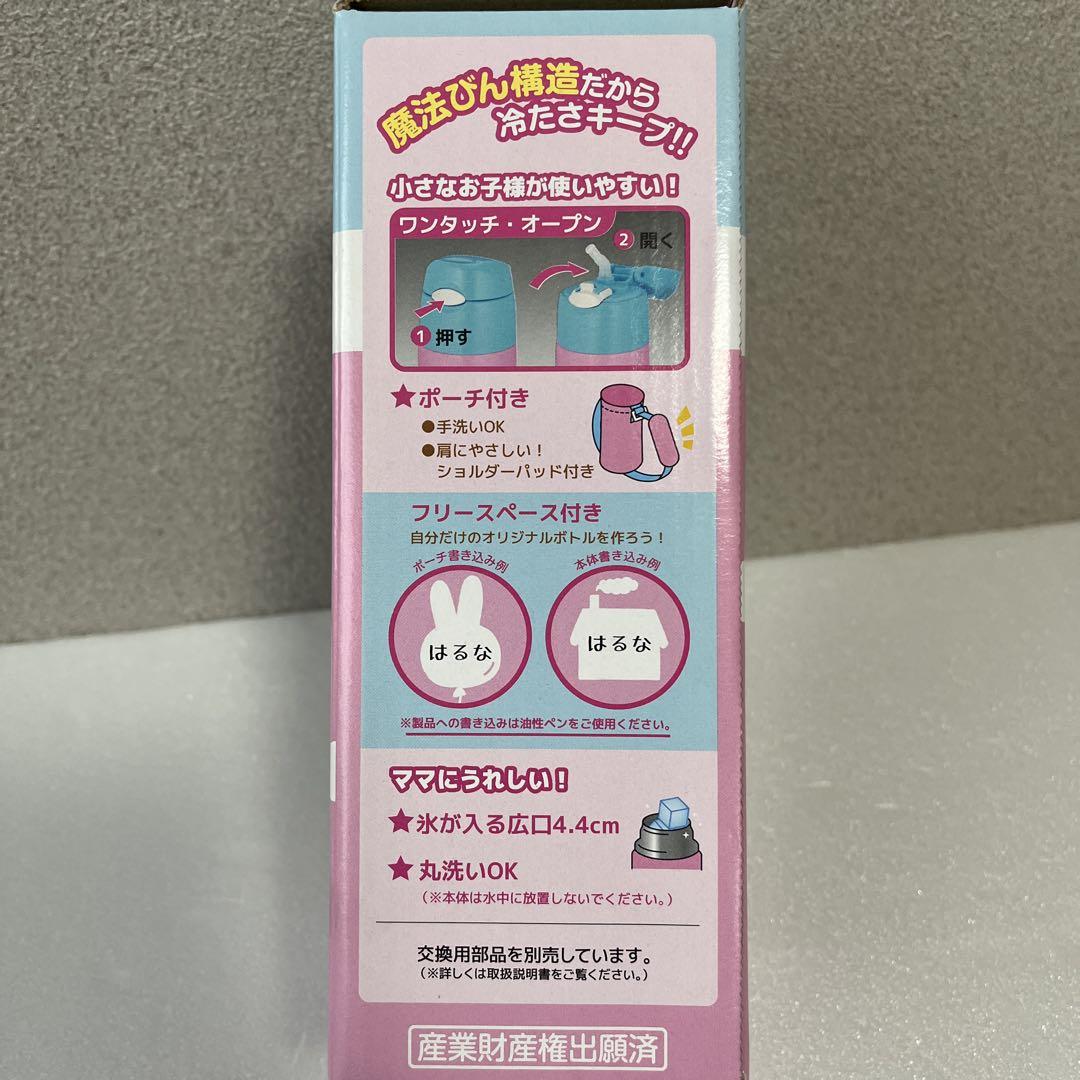 魔法びん構造だから
冷たさキープ!!
小さなお子様が使いやすい！
ワンタッチ・オープン
2 開く
1 押す
★ポーチ付き
●手洗いOK
●肩にやさしい！
ショルダーパッド付き
フリースペース付き
自分だけのオリジナルボトルを作ろう！
ポーチ書き込み例
本体書き込み例
はるな
はるな
※製品への書き込みは油性ペンをご使用ください。
ママにうれしい！
★氷が入る広口4.4cm
★丸洗いOK
（※本体は水中に放置しないでください。）
交換用部品を別売しています。
（※詳しくは取扱説明書をご覧ください。）
産業財産権出願済